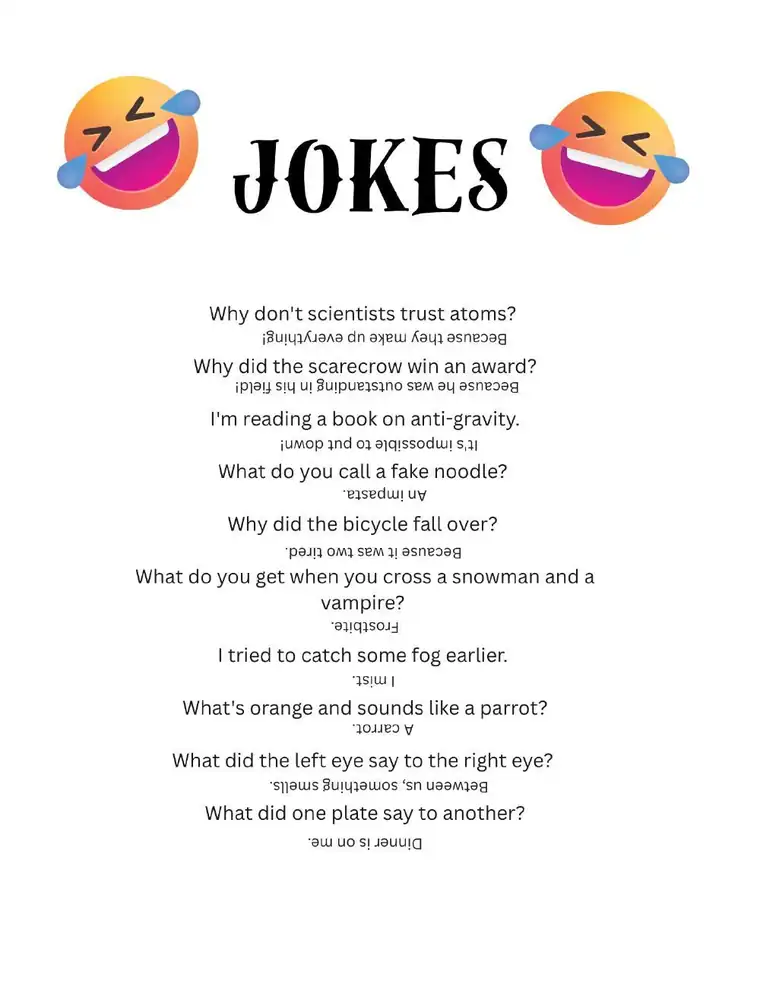 JOKES
Why don't scientists trust atoms?
Because they make up everything!
Why did the scarecrow win an award?
Because he was outstanding in his field!
I'm reading a book on anti-gravity.
It's impossible to put down!
What do you call a fake noodle?
An impasta.
Why did the bicycle fall over?
Because it was two tired.
What do you get when you cross a snowman and a
vampire?
Frostbite.
I tried to catch some fog earlier.
I mist.
What's orange and sounds like a parrot?
A carrot.
What did the left eye say to the right eye?
Between us, something smells.
What did one plate say to another?
Dinner is on me.